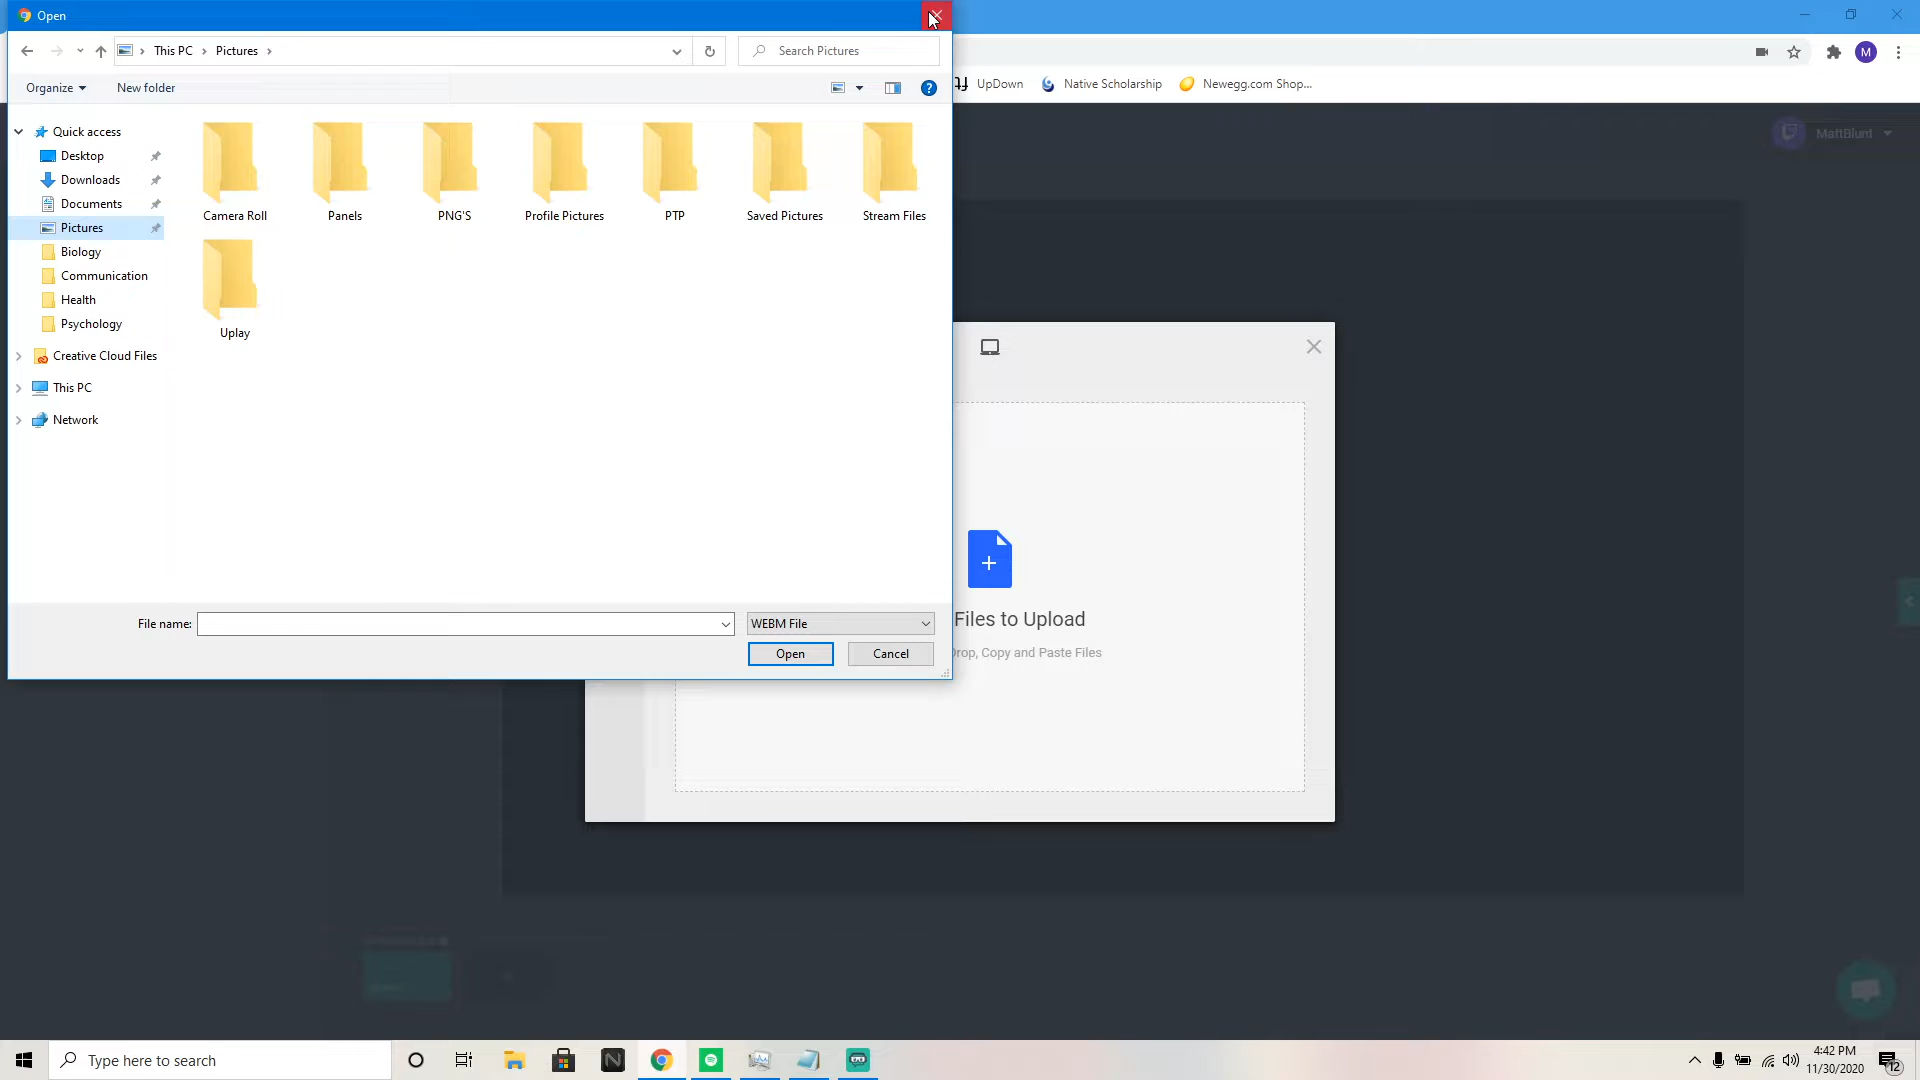 Open
This PC
Pictures
Search Pictures
Organize
New folder
UpDown
Native Scholarship
Newegg.com Shop...
M
MattBlunt
Quick access
Desktop
Downloads
Documents
Pictures
Biology
Communication
Health
Psychology
Creative Cloud Files
This PC
Network
Camera Roll
Panels
PNG'S
Profile Pictures
PTP
Saved Pictures
Stream Files
Uplay
File name:
WEBM File
Open
Cancel
Files to Upload
Drop, Copy and Paste Files
Type here to search
4:42 PM
11/30/2020
12